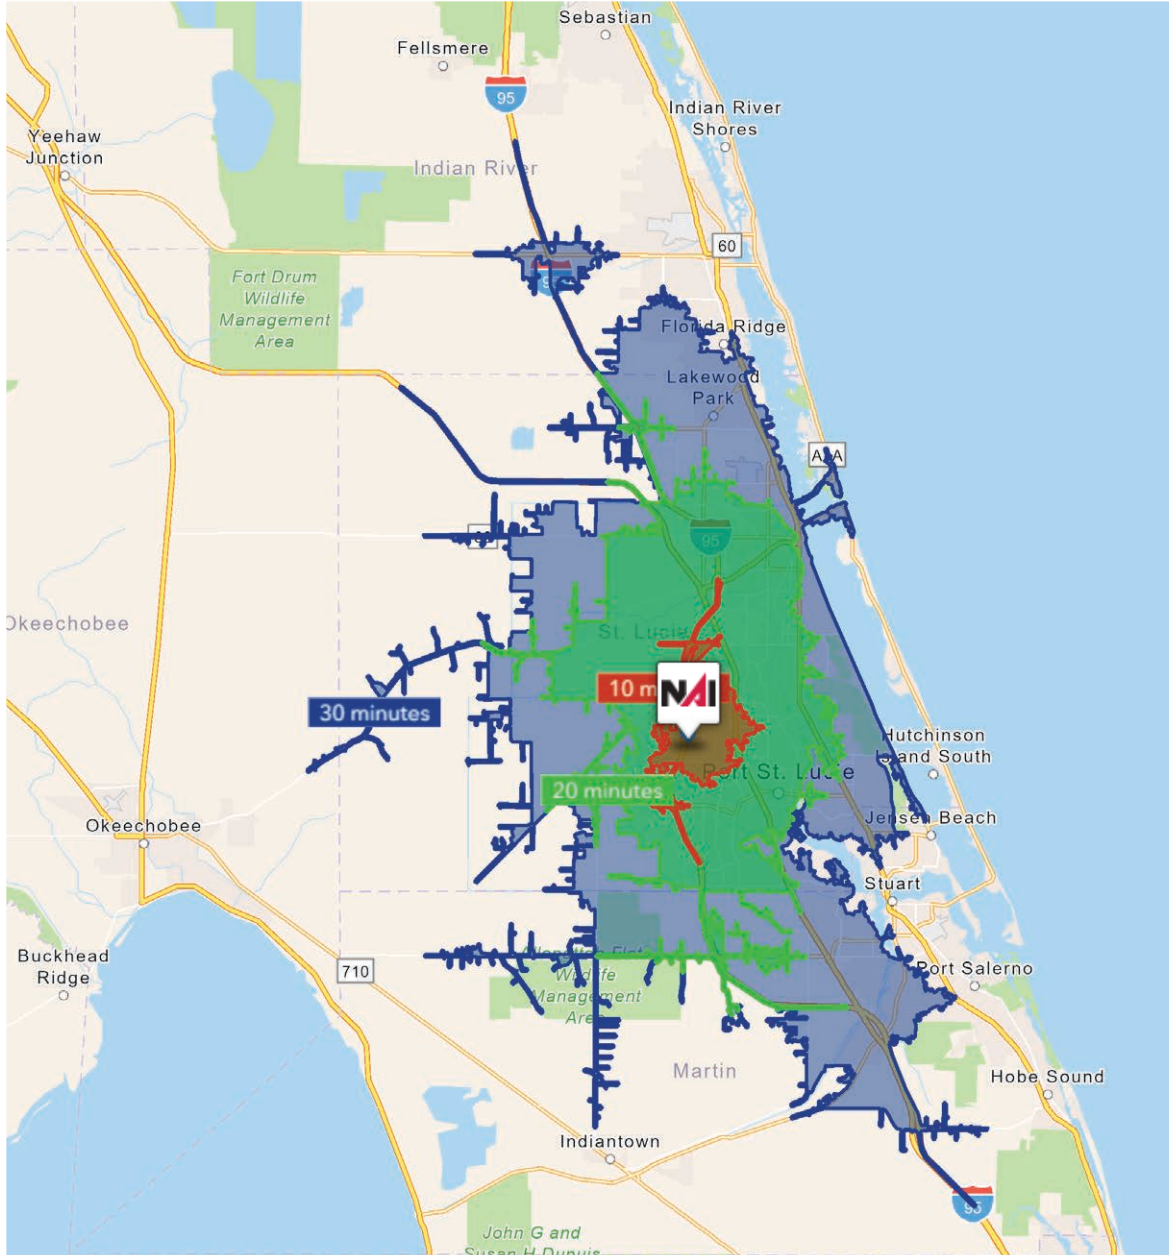 Sebastian
Fellsmere
95
Indian River
Shores
Yeehaw
Junction
Indian River
60
Fort Drum
Wildlife
Management
Area
Florida Ridge
Lakewood
Park
A1A
95
Okeechobee
St. Lucie
10 m
NAI
30 minutes
Hutchinson
Island South
Port St. Lucie
20 minutes
Okeechobee
Jensen Beach
Stuart
Buckhead
Ridge
710
Port Salerno
Wildlife
Management
Area
Martin
Hobe Sound
Indiantown
95
John G and
Susan H Dupuis